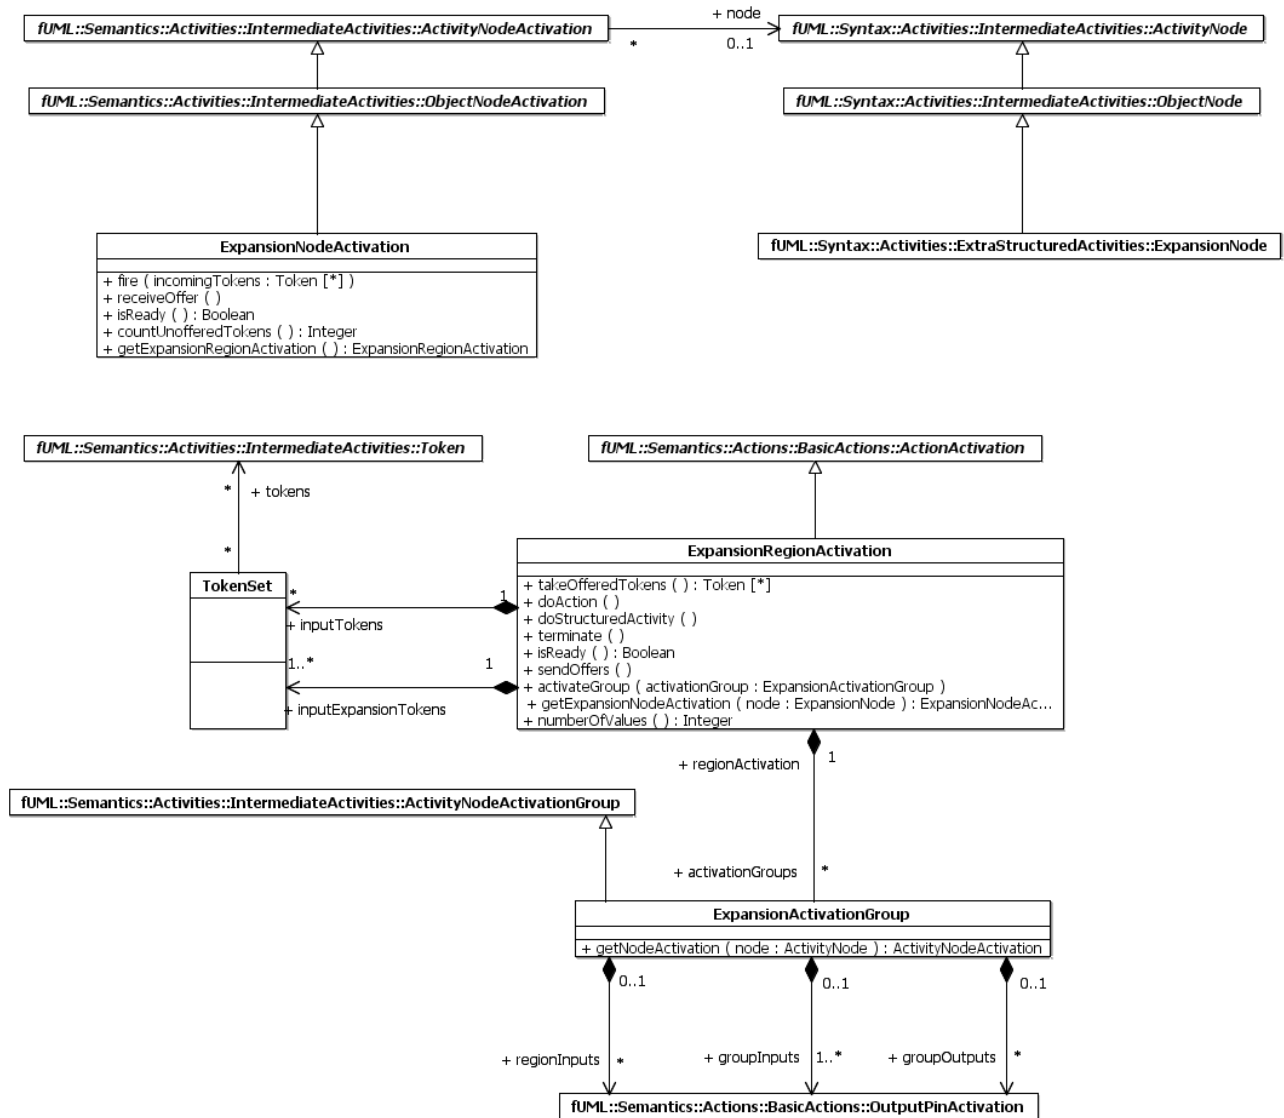 fUML::Semantics::Activities::IntermediateActivities::ActivityNodeActivation
+ node
*
0..1
fUML::Syntax::Activities::IntermediateActivities::ActivityNode
fUML::Semantics::Activities::IntermediateActivities::ObjectNodeActivation
fUML::Syntax::Activities::IntermediateActivities::ObjectNode
ExpansionNodeActivation
+ fire ( incomingTokens : Token [*] )
+ receiveOffer ( )
+ isReady ( ) : Boolean
+ countUnofferedTokens ( ) : Integer
+ getExpansionRegionActivation ( ) : ExpansionRegionActivation
fUML::Syntax::Activities::ExtraStructuredActivities::ExpansionNode
fUML::Semantics::Activities::IntermediateActivities::Token
fUML::Semantics::Actions::BasicActions::ActionActivation
*
+ tokens
*
TokenSet
*
1
+ inputTokens
1..*
1
+ inputExpansionTokens
ExpansionRegionActivation
+ takeOfferedTokens ( ) : Token [*]
+ doAction ( )
+ doStructuredActivity ( )
+ terminate ( )
+ isReady ( ) : Boolean
+ sendOffers ( )
+ activateGroup ( activationGroup : ExpansionActivationGroup )
+ getExpansionNodeActivation ( node : ExpansionNode ) : ExpansionNodeAc...
+ numberOfValues ( ) : Integer
+ regionActivation
1
fUML::Semantics::Activities::IntermediateActivities::ActivityNodeActivationGroup
+ activationGroups
*
ExpansionActivationGroup
+ getNodeActivation ( node : ActivityNode ) : ActivityNodeActivation
0..1
0..1
0..1
+ regionInputs
*
+ groupInputs
1..*
+ groupOutputs
*
fUML::Semantics::Actions::BasicActions::OutputPinActivation